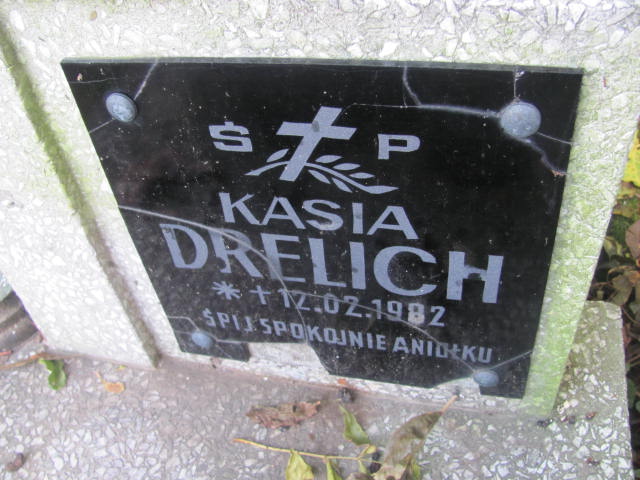 Ś P
KASIA
DRELICH
* + 12.02.1982
ŚPIJ SPOKOJNIE ANIOŁKU